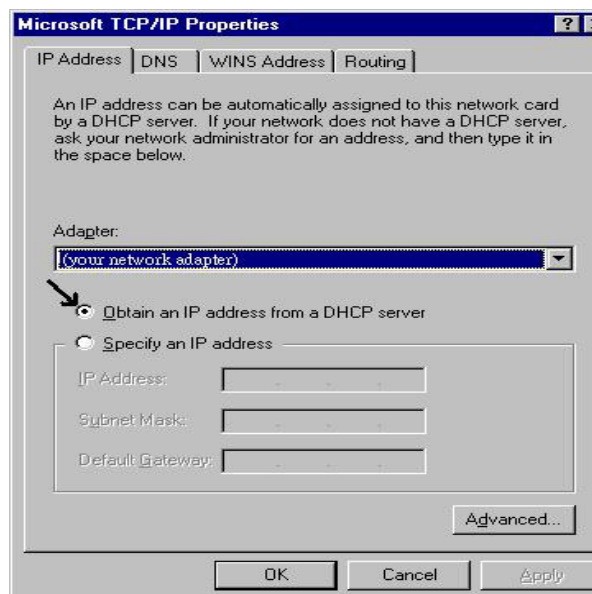 Microsoft TCP/IP Properties
?
IP Address DNS WINS Address Routing
An IP address can be automatically assigned to this network card
by a DHCP server. If your network does not have a DHCP server,
ask your network administrator for an address, and then type it in
the space below.
Adapter:
(your network adapter)
Obtain an IP address from a DHCP server
Specify an IP address
IP Address:
Subnet Mask:
Default Gateway:
Advanced...
OK Cancel Apply